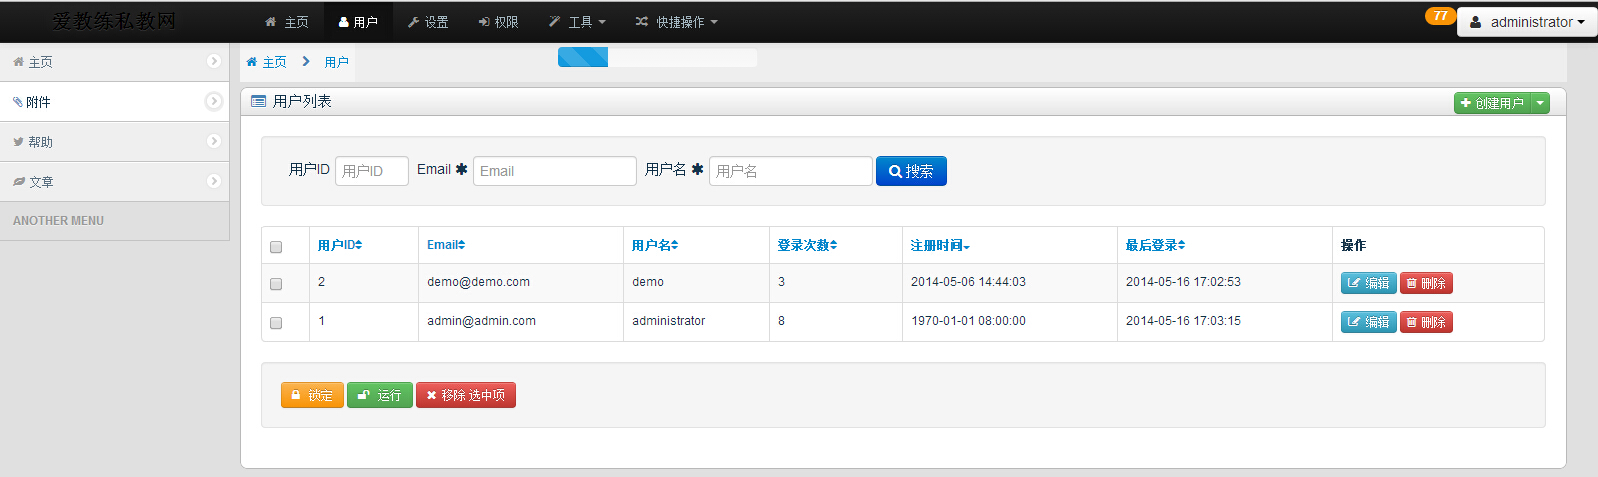 爱教练私教网 主页 用户 设置 权限 工具 快捷操作 77 administrator
主页
附件
帮助
文章
ANOTHER MENU
主页 用户
用户列表 创建用户
用户ID 用户ID Email Email 用户名 用户名 搜索
用户ID Email 用户名 登录次数 注册时间 最后登录 操作
2 demo@demo.com demo 3 2014-05-06 14:44:03 2014-05-16 17:02:53 编辑 删除
1 admin@admin.com administrator 8 1970-01-01 08:00:00 2014-05-16 17:03:15 编辑 删除
锁定 运行 移除 选中项